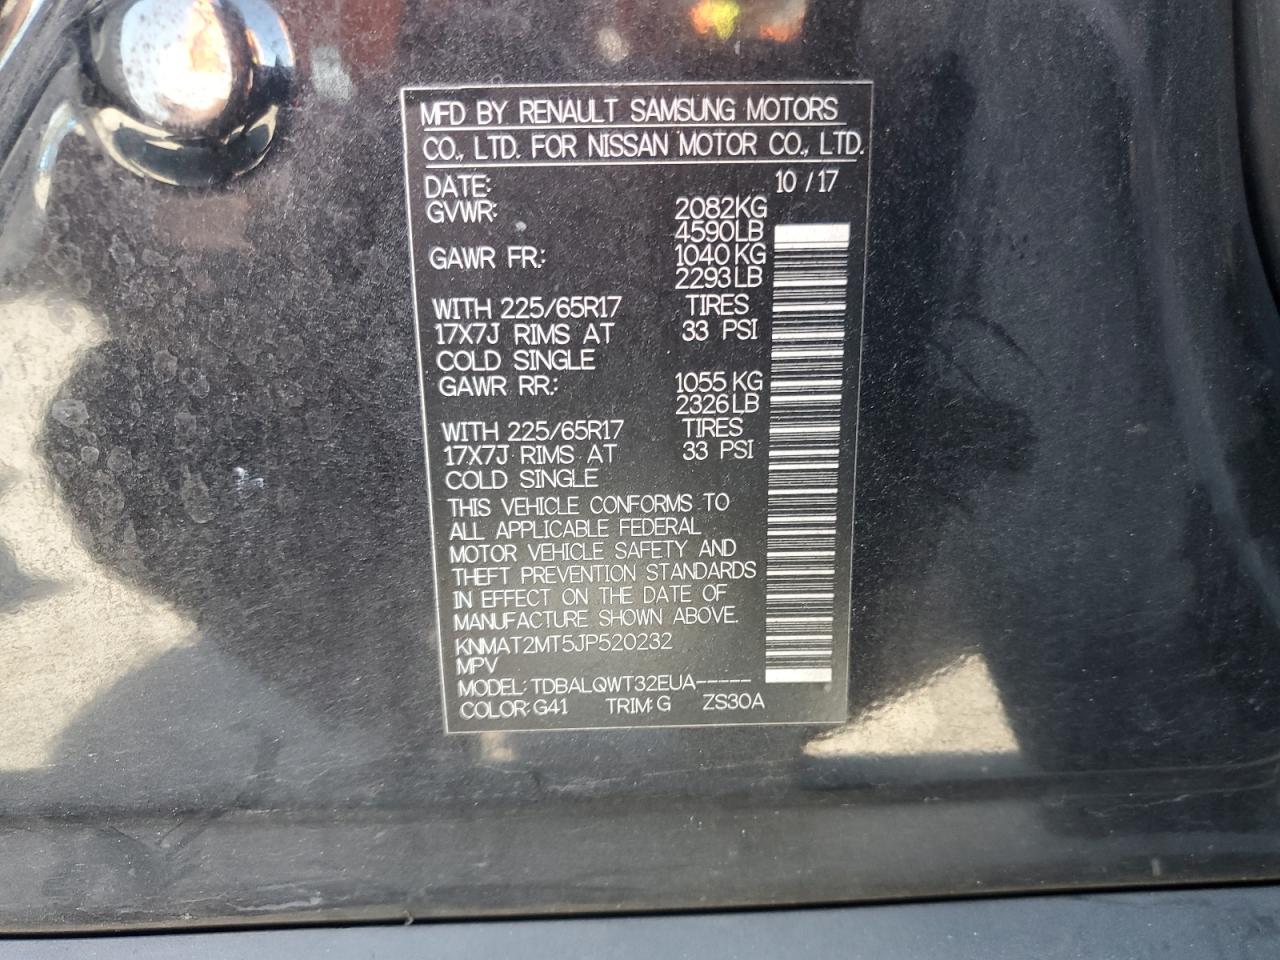 MFD BY RENAULT SAMSUNG MOTORS
CO., LTD. FOR NISSAN MOTOR CO., LTD.
DATE: 10 / 17
GVWR: 2082KG
4590LB
GAWR FR: 1040 KG
2293LB
WITH 225/65R17 TIRES
17X7J RIMS AT 33 PSI
COLD SINGLE
GAWR RR: 1055 KG
2326LB
WITH 225/65R17 TIRES
17X7J RIMS AT 33 PSI
COLD SINGLE
THIS VEHICLE CONFORMS TO
ALL APPLICABLE FEDERAL
MOTOR VEHICLE SAFETY AND
THEFT PREVENTION STANDARDS
IN EFFECT ON THE DATE OF
MANUFACTURE SHOWN ABOVE.
KNMAT2MT5JP520232
MPV
MODEL: TDBALQWT32EUA-----
COLOR: G41 TRIM: G ZS30A